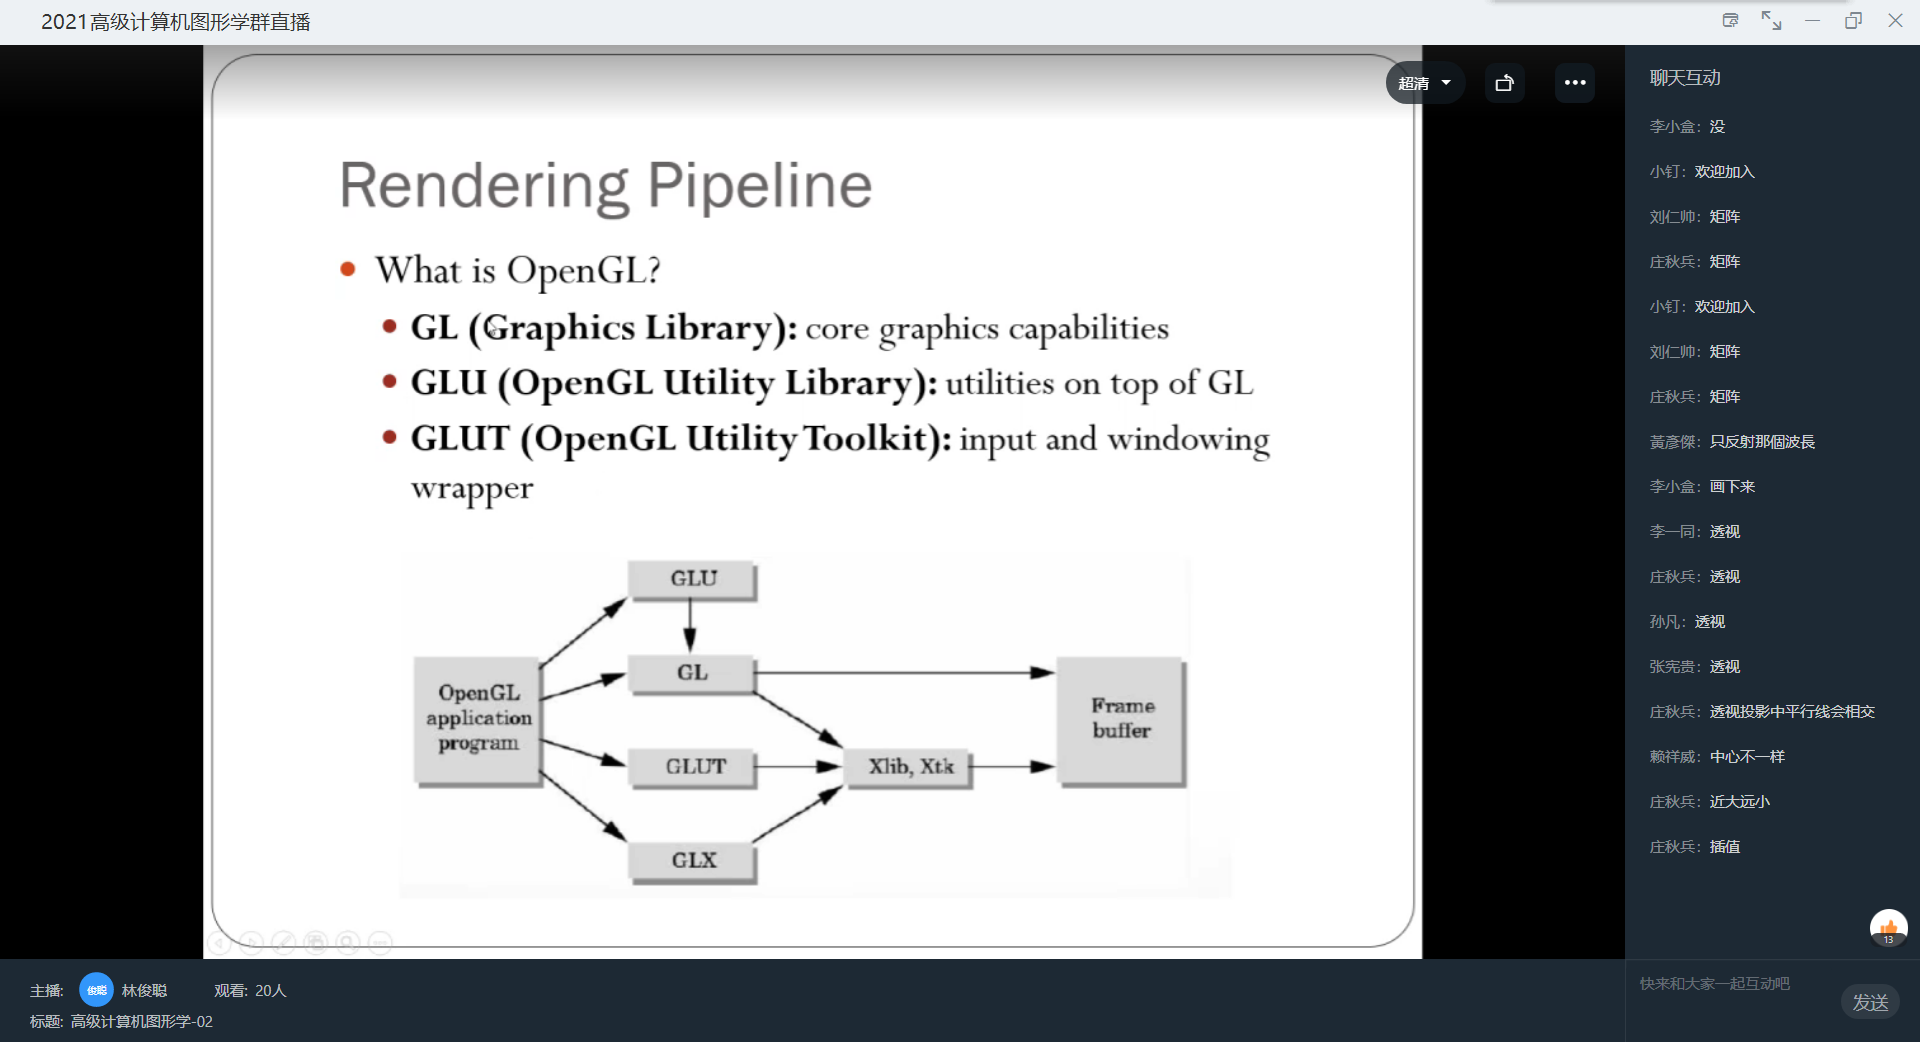 2021高级计算机图形学群直播
超清
Rendering Pipeline
What is OpenGL?
GL (Graphics Library): core graphics capabilities
GLU (OpenGL Utility Library): utilities on top of GL
GLUT (OpenGL Utility Toolkit): input and windowing
wrapper
GLU
OpenGL
application
program
GL
Frame
buffer
GLUT
Xlib, Xtk
GLX
聊天互动
李小盒: 没
小钉: 欢迎加入
刘仁帅: 矩阵
庄秋兵: 矩阵
小钉: 欢迎加入
刘仁帅: 矩阵
庄秋兵: 矩阵
黃彥傑: 只反射那個波長
李小盒: 画下来
李一同: 透视
庄秋兵: 透视
孙凡: 透视
张宪贵: 透视
庄秋兵: 透视投影中平行线会相交
赖祥威: 中心不一样
庄秋兵: 近大远小
庄秋兵: 插值
13
快来和大家一起互动吧
发送
主播: 俊聪 林俊聪 观看: 20人
标题: 高级计算机图形学-02